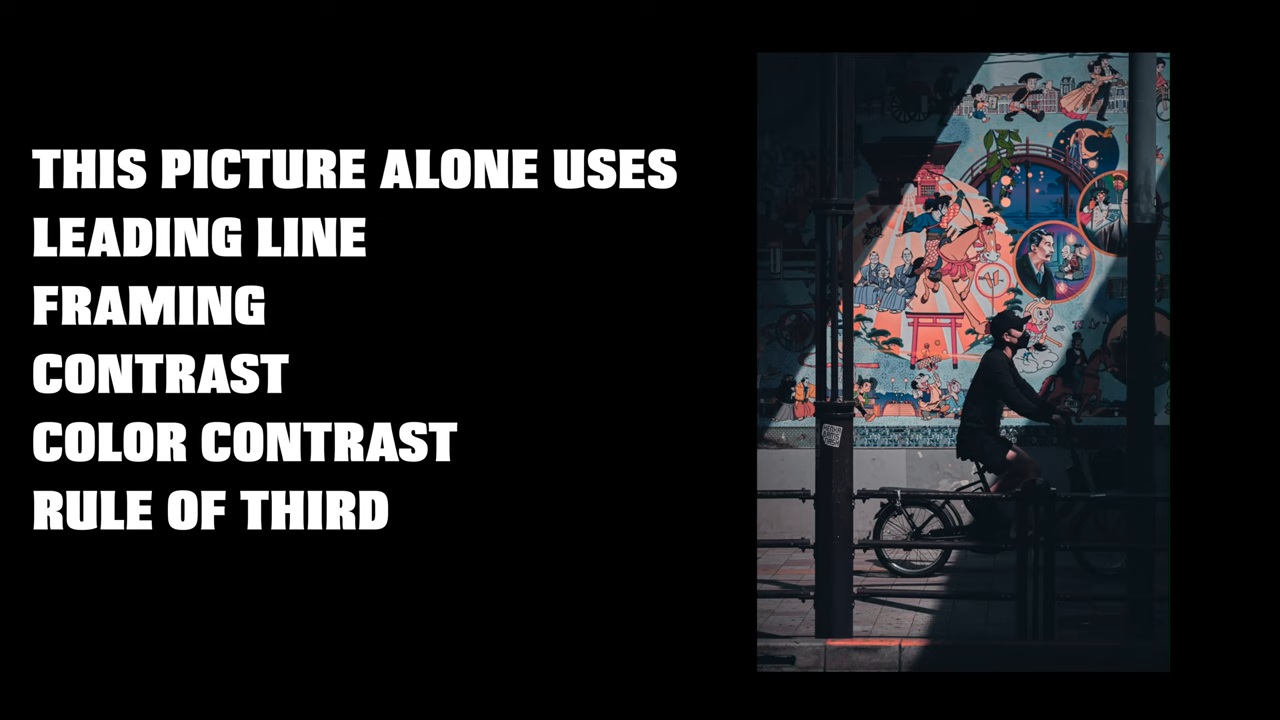 THIS PICTURE ALONE USES
LEADING LINE
FRAMING
CONTRAST
COLOR CONTRAST
RULE OF THIRD